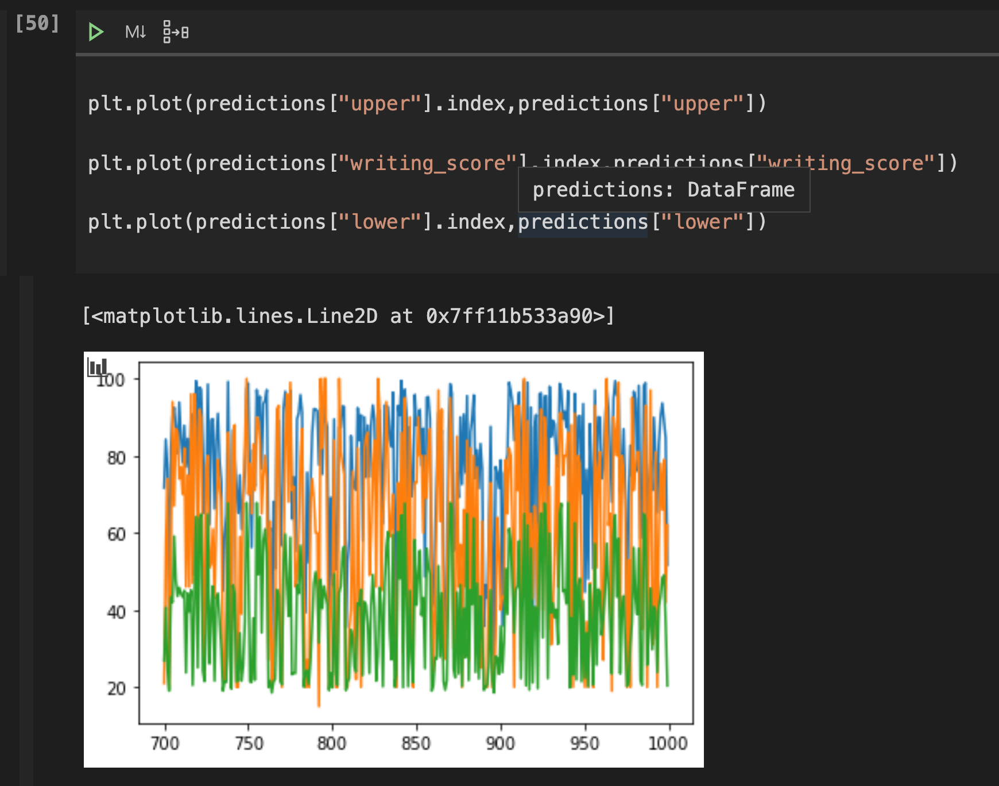 [50]
M↓
plt.plot(predictions["upper"].index,predictions["upper"])
plt.plot(predictions["writing_score"].index,predictions["writing_score"])
predictions: DataFrame
plt.plot(predictions["lower"].index,predictions["lower"])
[<matplotlib.lines.Line2D at 0x7ff11b533a90>]
100
80
60
40
20
700 750 800 850 900 950 1000